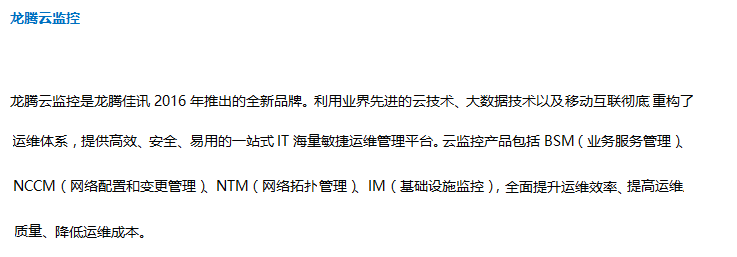 龙腾云监控
龙腾云监控是龙腾佳讯 2016 年推出的全新品牌。利用业界先进的云技术、大数据技术以及移动互联彻底重构了
运维体系，提供高效、安全、易用的一站式 IT 海量敏捷运维管理平台。云监控产品包括 BSM（业务服务管理）、
NCCM（网络配置和变更管理）、NTM（网络拓扑管理）、IM（基础设施监控），全面提升运维效率、提高运维
质量、降低运维成本。